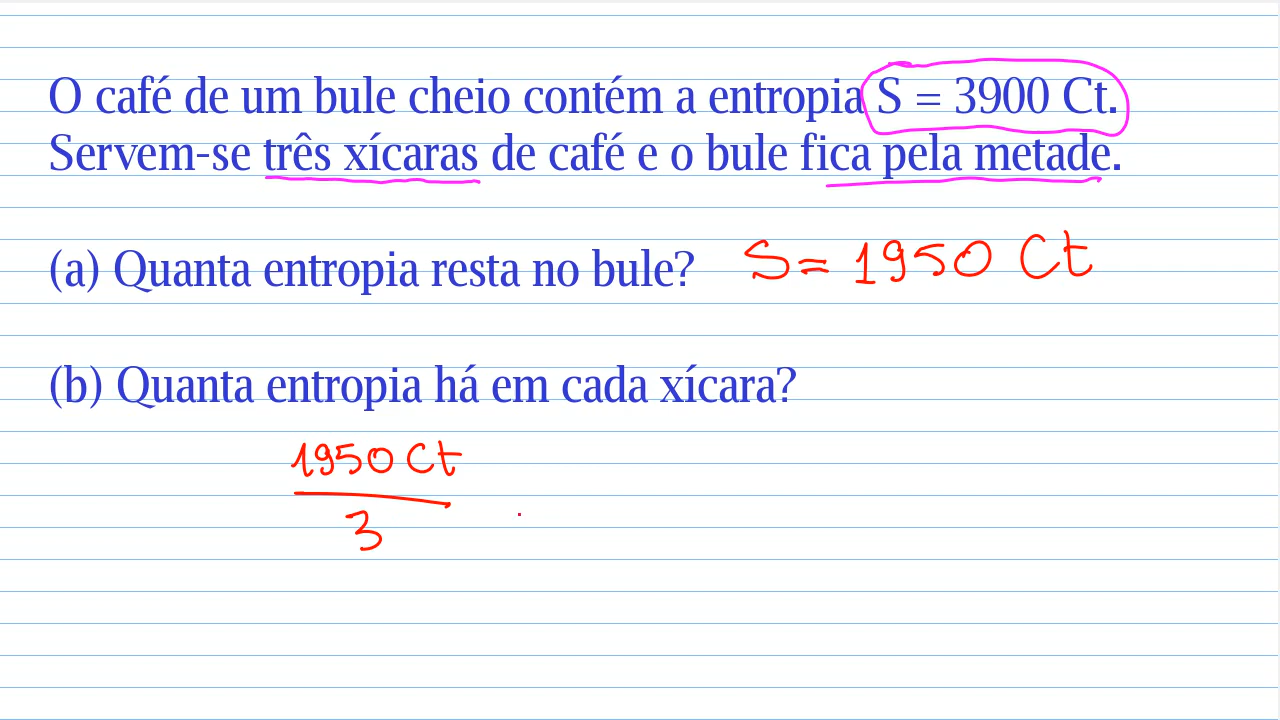 O café de um bule cheio contém a entropia S = 3900 Ct.
Servem-se três xícaras de café e o bule fica pela metade.
(a) Quanta entropia resta no bule? S = 1950 Ct
(b) Quanta entropia há em cada xícara?
1950 Ct
3